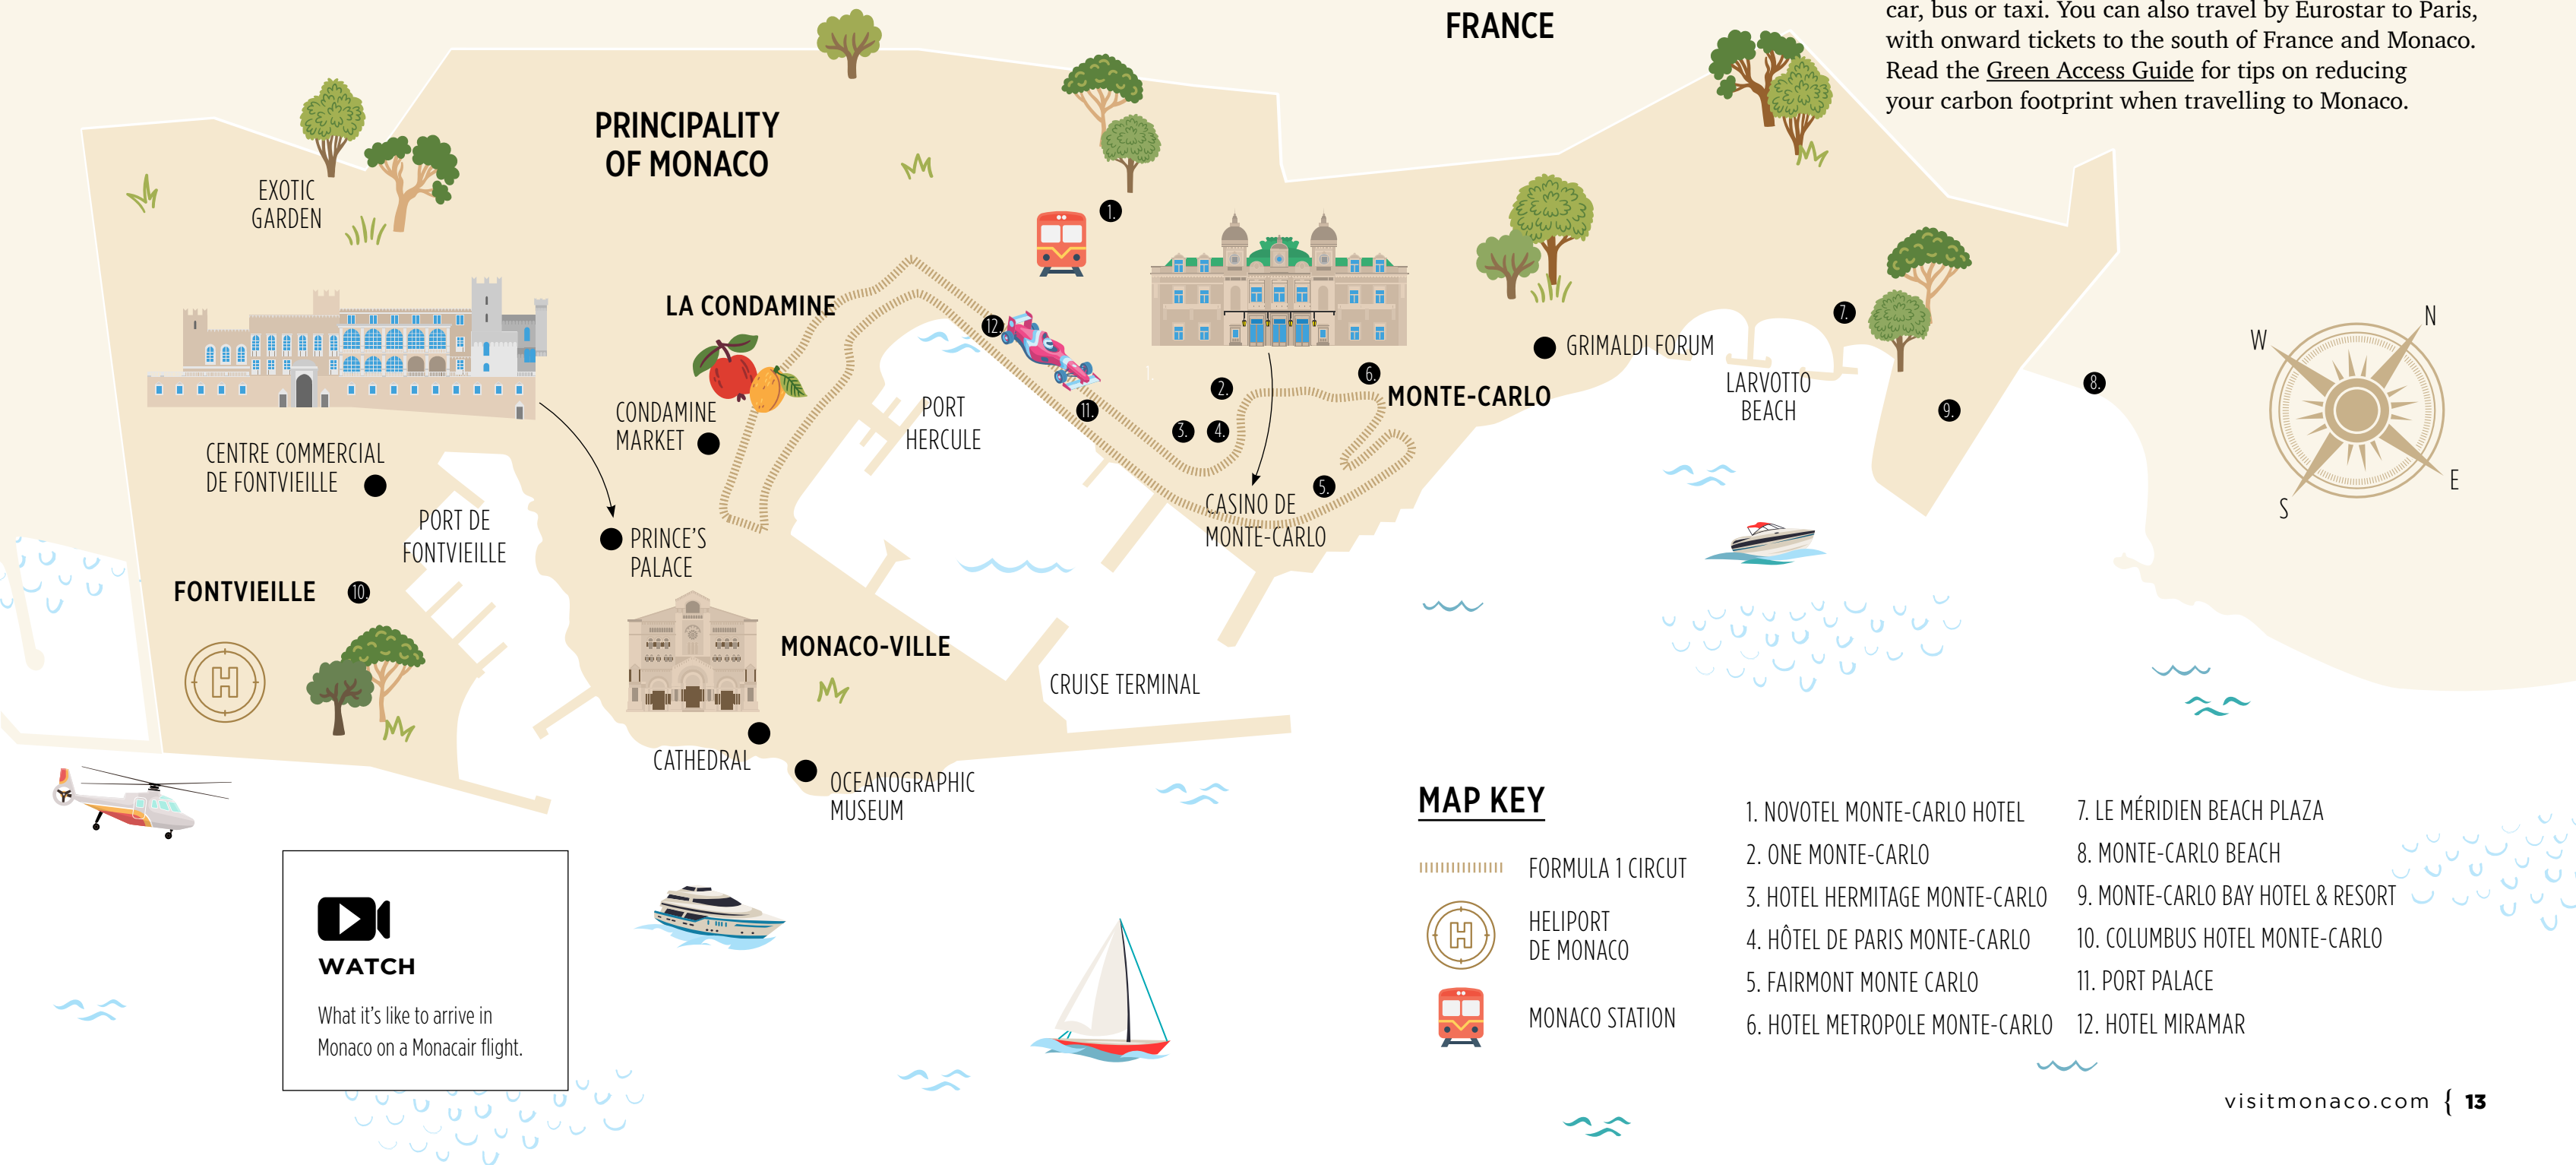 car, bus or taxi. You can also travel by Eurostar to Paris,
with onward tickets to the south of France and Monaco.
Read the Green Access Guide for tips on reducing
your carbon footprint when travelling to Monaco.
FRANCE
PRINCIPALITY
OF MONACO
EXOTIC
GARDEN
1.
LA CONDAMINE
12.
7.
GRIMALDI FORUM
N
W
E
S
6.
2.
MONTE-CARLO
LARVOTTO
BEACH
8.
9.
11.
3.
4.
CONDAMINE
MARKET
PORT
HERCULE
CENTRE COMMERCIAL
DE FONTVIEILLE
5.
CASINO DE
MONTE-CARLO
PORT DE
FONTVIEILLE
PRINCE'S
PALACE
FONTVIEILLE
10.
H
MONACO-VILLE
CRUISE TERMINAL
CATHEDRAL
OCEANOGRAPHIC
MUSEUM
WATCH
What it's like to arrive in
Monaco on a Monacair flight.
MAP KEY
FORMULA 1 CIRCUT
H
HELIPORT
DE MONACO
MONACO STATION
1. NOVOTEL MONTE-CARLO HOTEL
2. ONE MONTE-CARLO
3. HOTEL HERMITAGE MONTE-CARLO
4. HÔTEL DE PARIS MONTE-CARLO
5. FAIRMONT MONTE CARLO
6. HOTEL METROPOLE MONTE-CARLO
7. LE MÉRIDIEN BEACH PLAZA
8. MONTE-CARLO BEACH
9. MONTE-CARLO BAY HOTEL & RESORT
10. COLUMBUS HOTEL MONTE-CARLO
11. PORT PALACE
12. HOTEL MIRAMAR
visitmonaco.com { 13